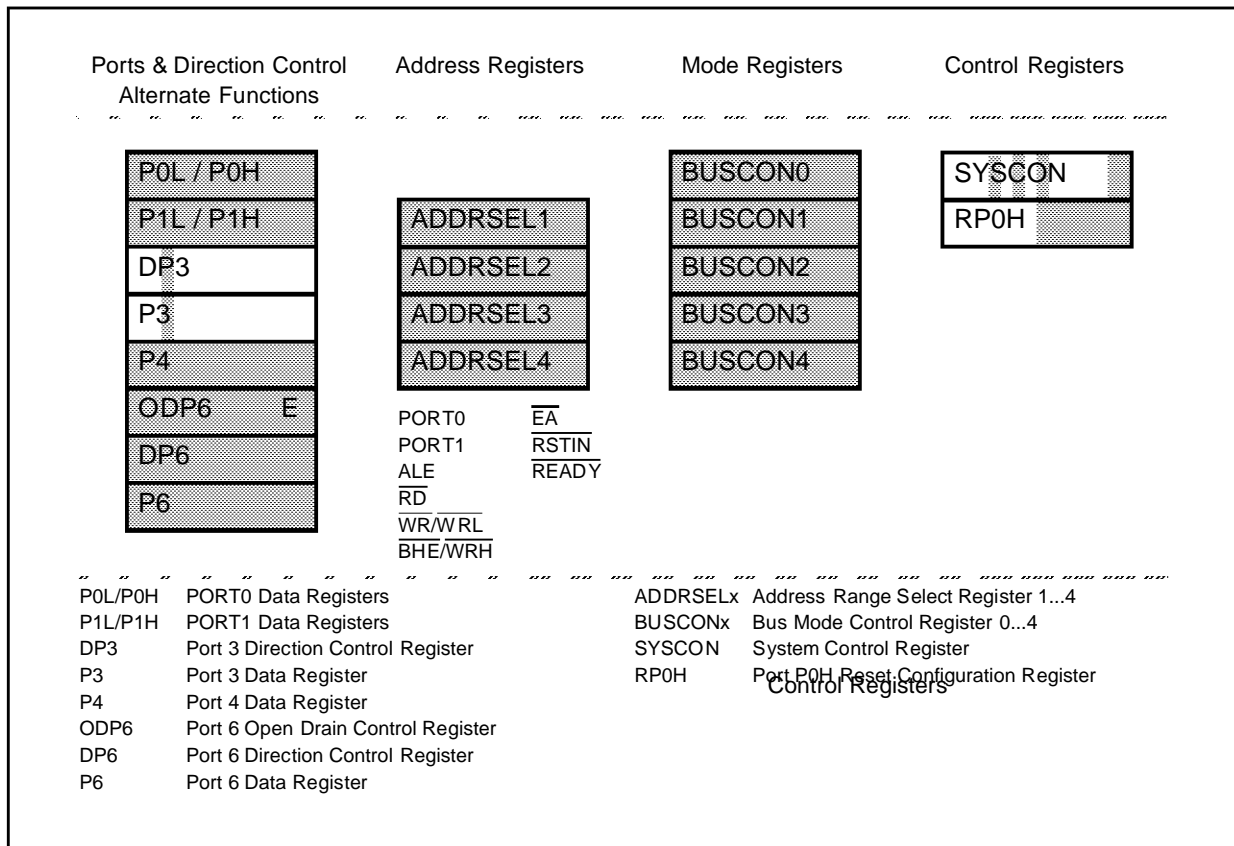 Ports & Direction Control
Alternate Functions
Address Registers
Mode Registers
Control Registers
P0L / P0H
P1L / P1H
DP3
P3
P4
ODP6 E
DP6
P6
ADDRSEL1
ADDRSEL2
ADDRSEL3
ADDRSEL4
BUSCON0
BUSCON1
BUSCON2
BUSCON3
BUSCON4
SYSCON
RP0H
PORT0 EA
PORT1 RSTIN
ALE READY
RD
WR/WRL
BHE/WRH
P0L/P0H PORT0 Data Registers
P1L/P1H PORT1 Data Registers
DP3 Port 3 Direction Control Register
P3 Port 3 Data Register
P4 Port 4 Data Register
ODP6 Port 6 Open Drain Control Register
DP6 Port 6 Direction Control Register
P6 Port 6 Data Register
ADDRSELx Address Range Select Register 1...4
BUSCONx Bus Mode Control Register 0...4
SYSCON System Control Register
RP0H Port P0H Reset Configuration Register
Control Registers